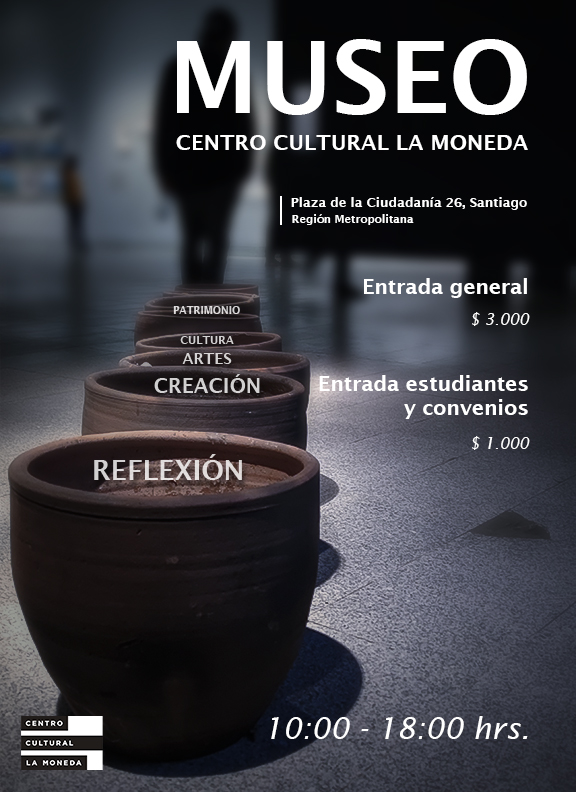 MUSEO
CENTRO CULTURAL LA MONEDA
Plaza de la Ciudadanía 26, Santiago
Región Metropolitana
Entrada general
$ 3.000
PATRIMONIO
CULTURA
ARTES
CREACIÓN
Entrada estudiantes
y convenios
$ 1.000
REFLEXIÓN
10:00 - 18:00 hrs.
CENTRO
CULTURAL
LA MONEDA